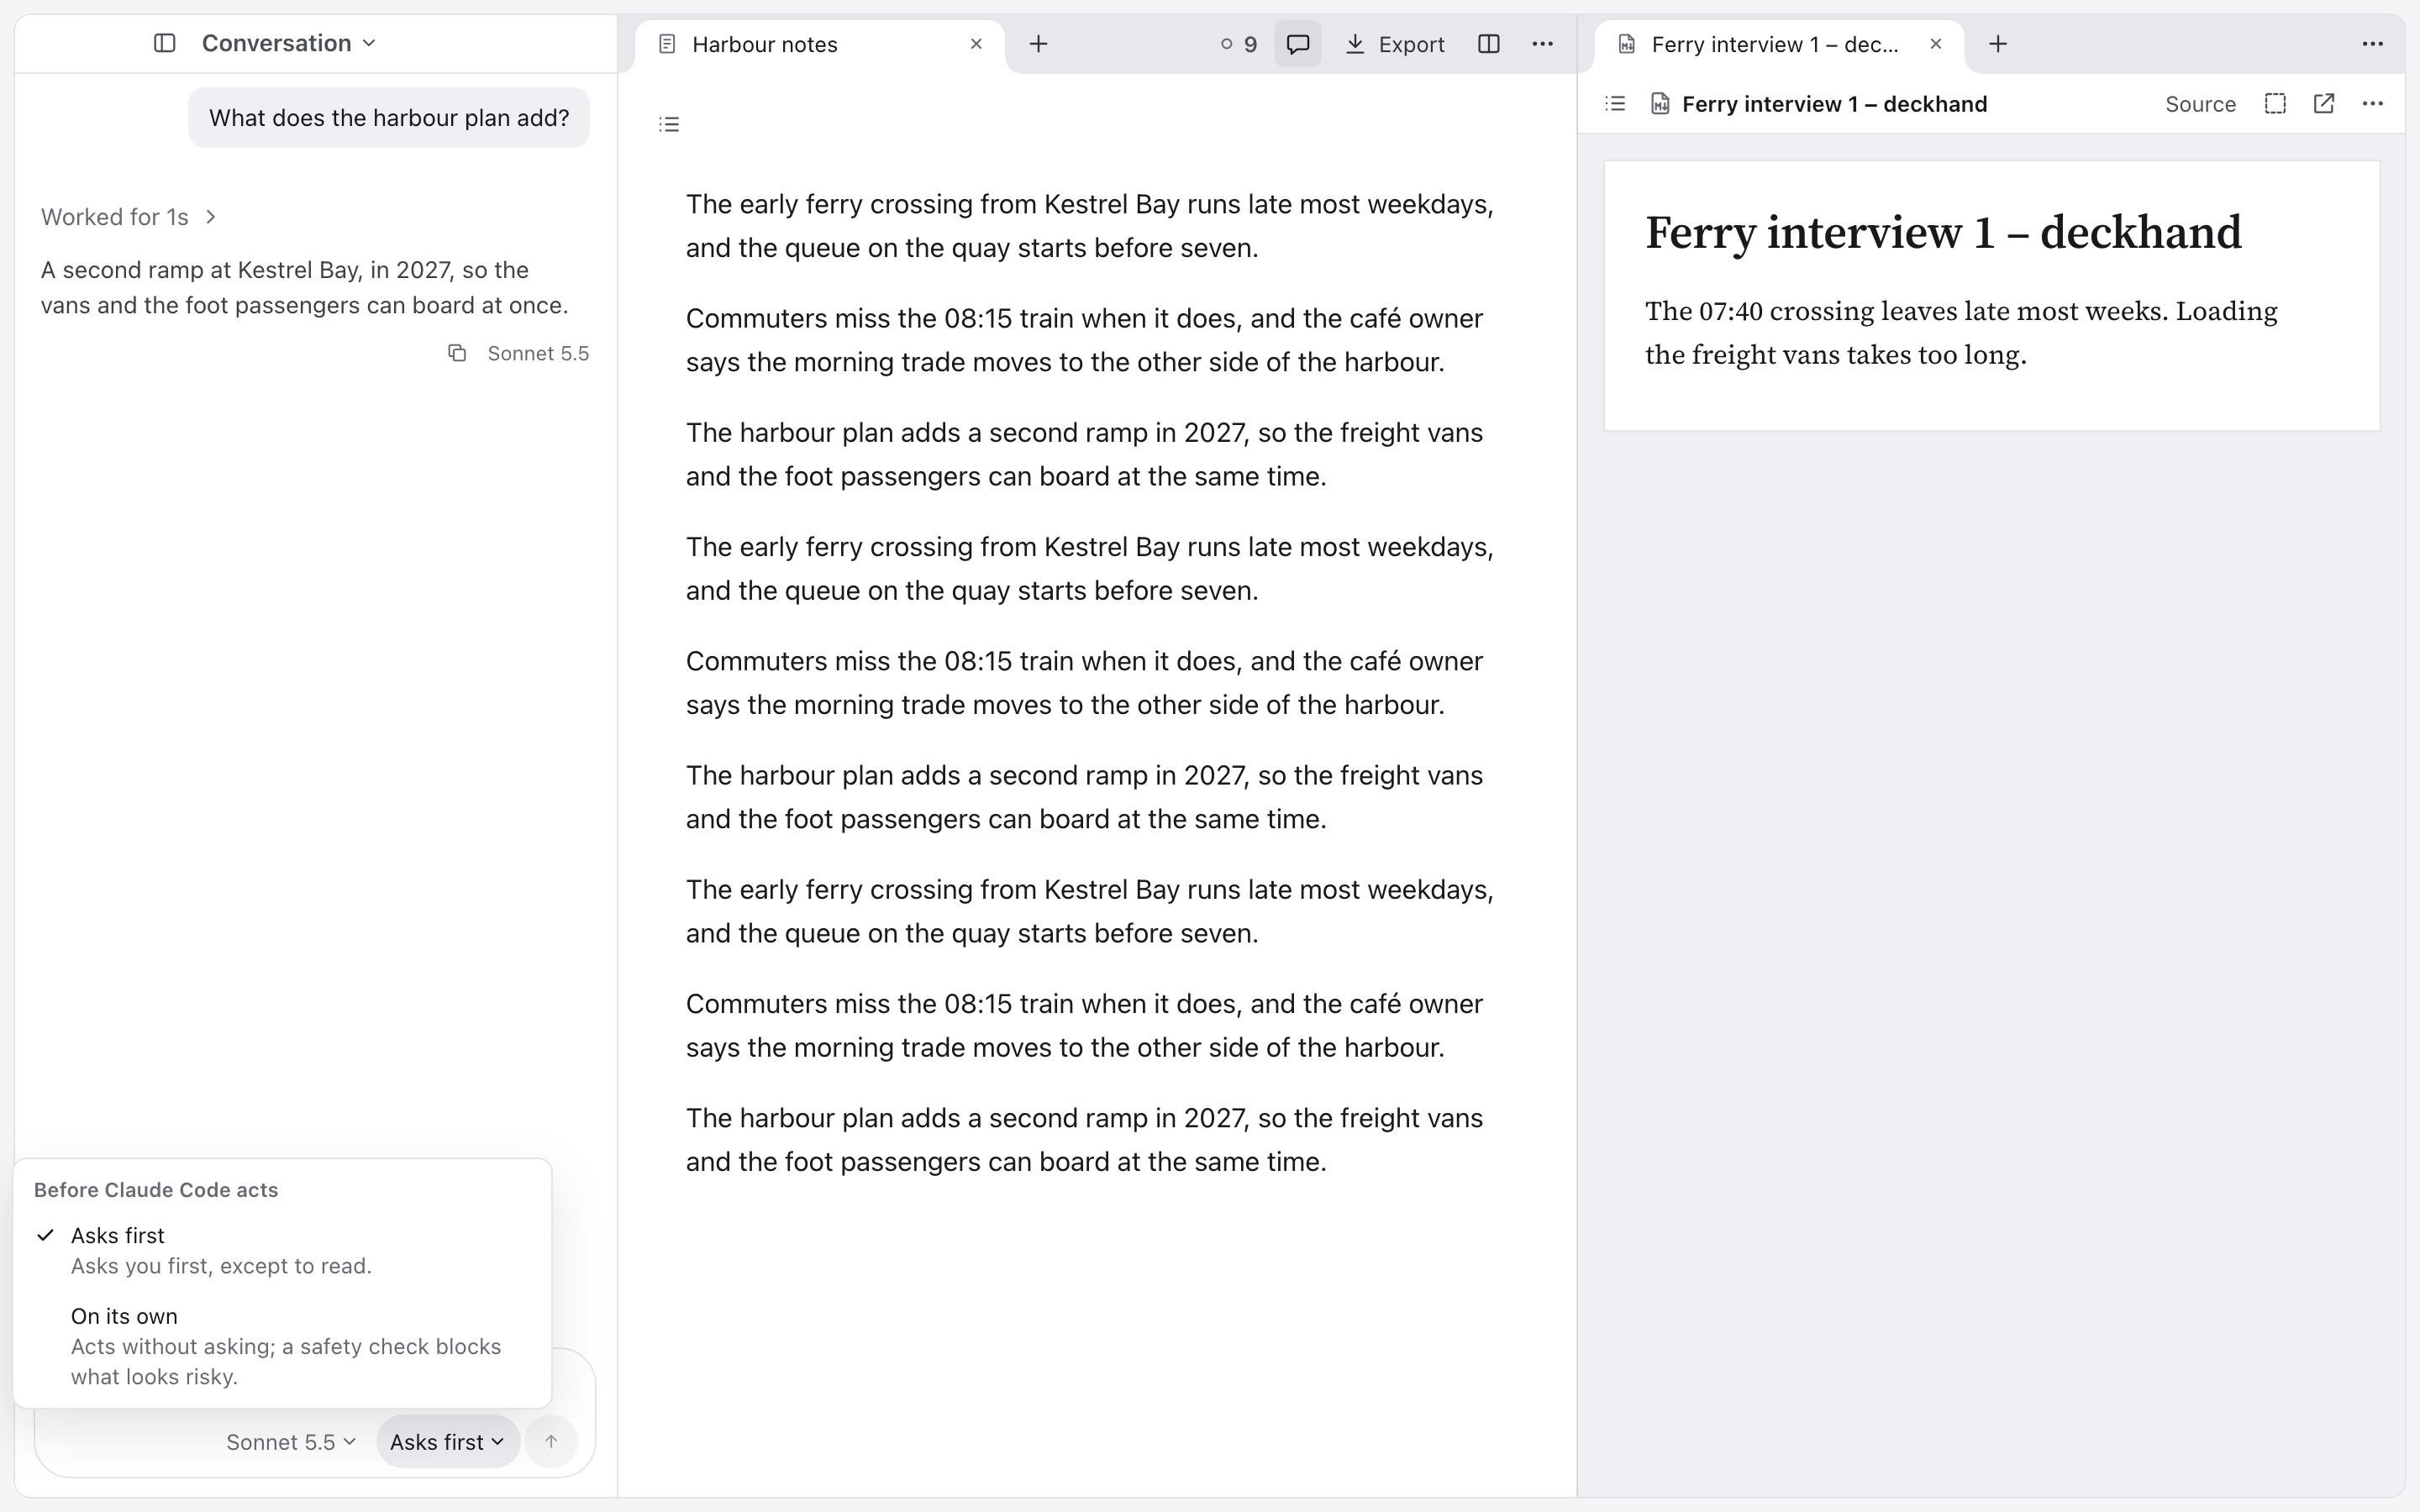 Conversation
What does the harbour plan add?
Worked for 1s
A second ramp at Kestrel Bay, in 2027, so the
vans and the foot passengers can board at once.
Sonnet 5.5
Before Claude Code acts
Asks first
Asks you first, except to read.
On its own
Acts without asking; a safety check blocks
what looks risky.
Sonnet 5.5
Asks first
Harbour notes
9
Export
The early ferry crossing from Kestrel Bay runs late most weekdays,
and the queue on the quay starts before seven.
Commuters miss the 08:15 train when it does, and the café owner
says the morning trade moves to the other side of the harbour.
The harbour plan adds a second ramp in 2027, so the freight vans
and the foot passengers can board at the same time.
The early ferry crossing from Kestrel Bay runs late most weekdays,
and the queue on the quay starts before seven.
Commuters miss the 08:15 train when it does, and the café owner
says the morning trade moves to the other side of the harbour.
The harbour plan adds a second ramp in 2027, so the freight vans
and the foot passengers can board at the same time.
The early ferry crossing from Kestrel Bay runs late most weekdays,
and the queue on the quay starts before seven.
Commuters miss the 08:15 train when it does, and the café owner
says the morning trade moves to the other side of the harbour.
The harbour plan adds a second ramp in 2027, so the freight vans
and the foot passengers can board at the same time.
Ferry interview 1 – dec...
Ferry interview 1 – deckhand
Source
Ferry interview 1 – deckhand
The 07:40 crossing leaves late most weeks. Loading
the freight vans takes too long.